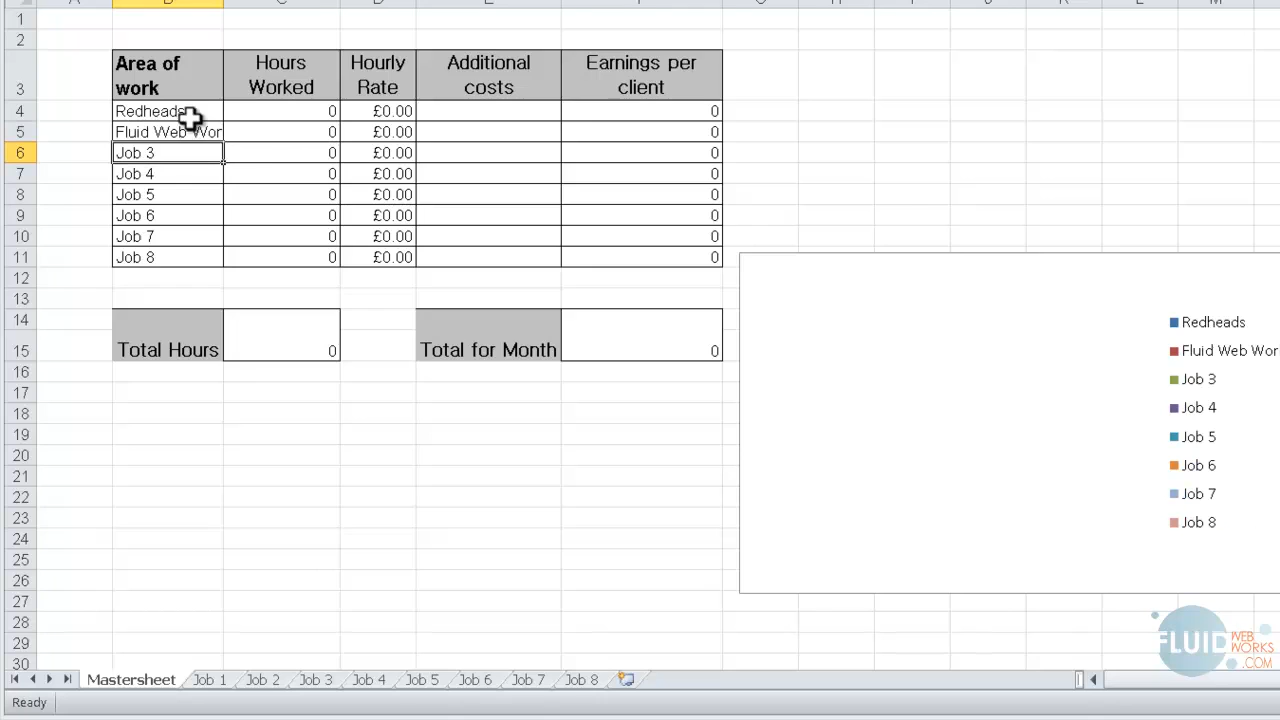 1
2
3 Area of work Hours Worked Hourly Rate Additional costs Earnings per client
4 Redheads 0 £0.00 0
5 Fluid Web Wor 0 £0.00 0
6 Job 3 0 £0.00 0
7 Job 4 0 £0.00 0
8 Job 5 0 £0.00 0
9 Job 6 0 £0.00 0
10 Job 7 0 £0.00 0
11 Job 8 0 £0.00 0
12
13
14
15 Total Hours 0 Total for Month 0
16
17
18
19
20
21
22
23
24
25
26
27
28
29
30
Redheads
Fluid Web Wor
Job 3
Job 4
Job 5
Job 6
Job 7
Job 8
FLUID WEB WORKS .COM
Mastersheet Job 1 Job 2 Job 3 Job 4 Job 5 Job 6 Job 7 Job 8
Ready